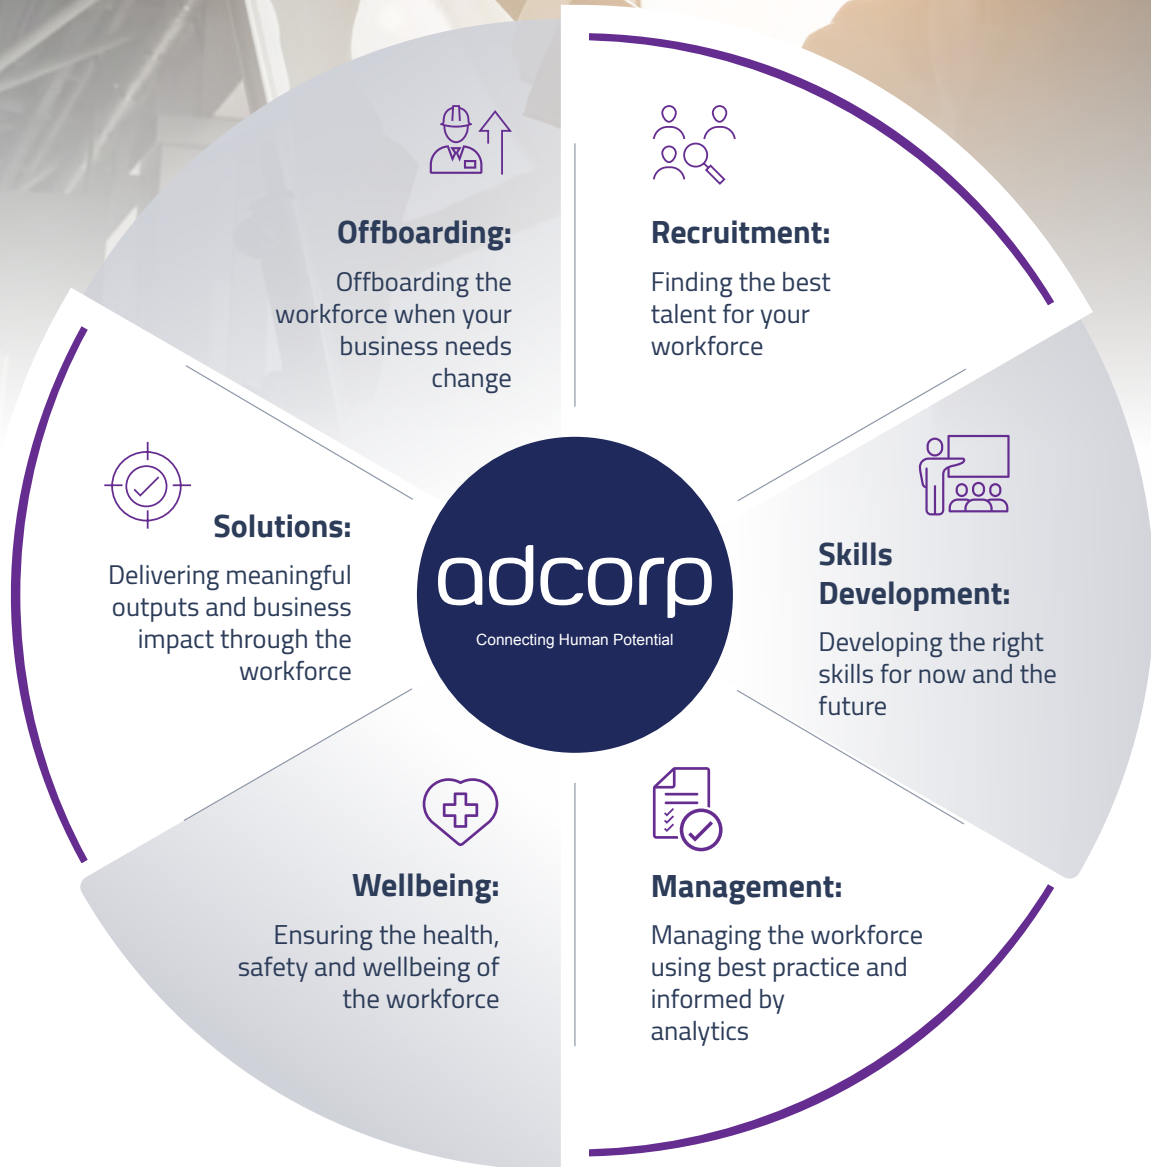 Offboarding:
Offboarding the
workforce when your
business needs
change
Recruitment:
Finding the best
talent for your
workforce
Solutions:
Delivering meaningful
outputs and business
impact through the
workforce
adcorp
Connecting Human Potential
Skills
Development:
Developing the right
skills for now and the
future
Wellbeing:
Ensuring the health,
safety and wellbeing of
the workforce
Management:
Managing the workforce
using best practice and
informed by
analytics